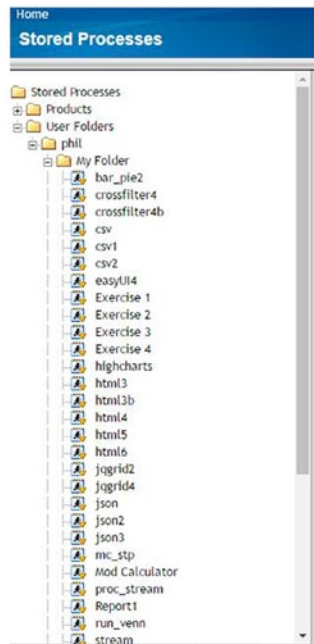 Home
Stored Processes
Stored Processes
Products
User Folders
phil
My Folder
bar_pie2
crossfilter4
crossfilter4b
csv
csv1
csv2
easyUI4
Exercise 1
Exercise 2
Exercise 3
Exercise 4
highcharts
html3
html3b
html4
html5
html6
jqgrid2
jqgrid4
json
json2
json3
mc_stp
Mod Calculator
proc_stream
Report1
run_venn
stream